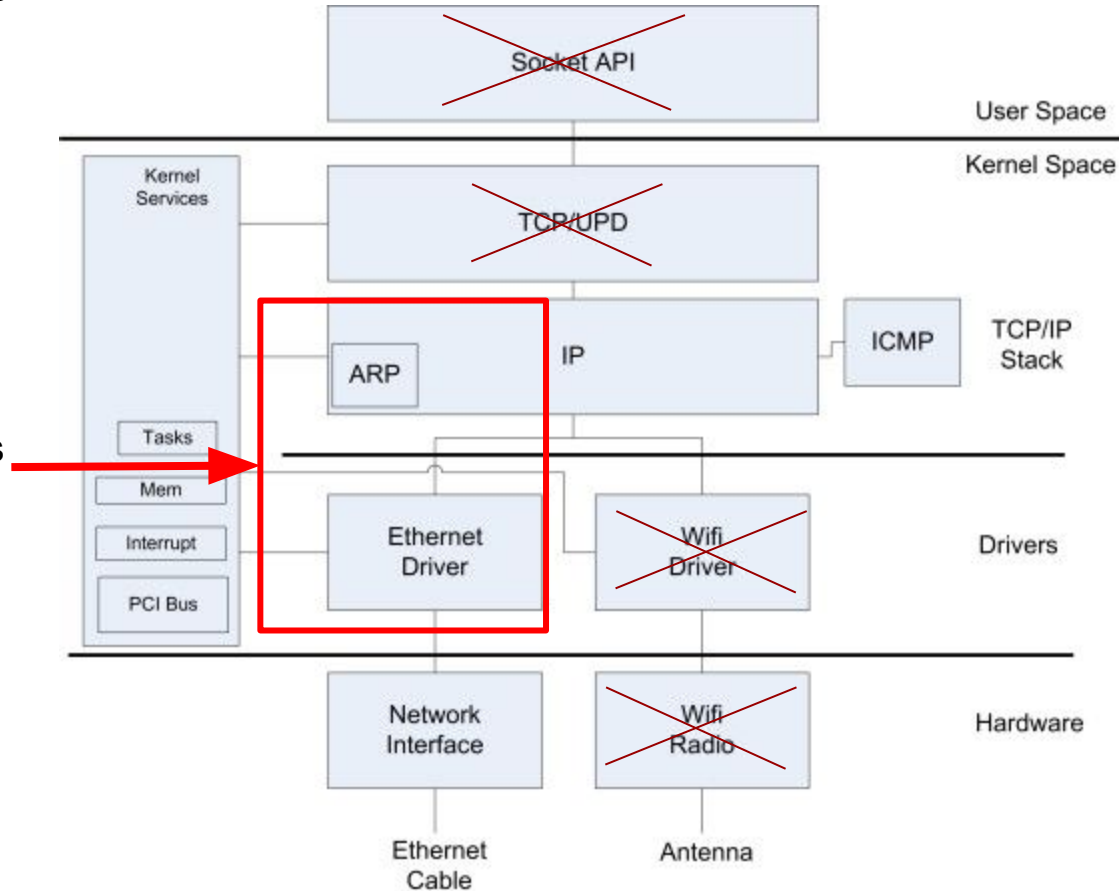 Socket API
User Space
Kernel Space
Kernel
Services
TCP/UPD
IP
ARP
ICMP
TCP/IP
Stack
Tasks
s
Mem
Interrupt
PCI Bus
Ethernet
Driver
Wifi
Driver
Drivers
Network
Interface
Wifi
Radio
Hardware
Ethernet
Cable
Antenna